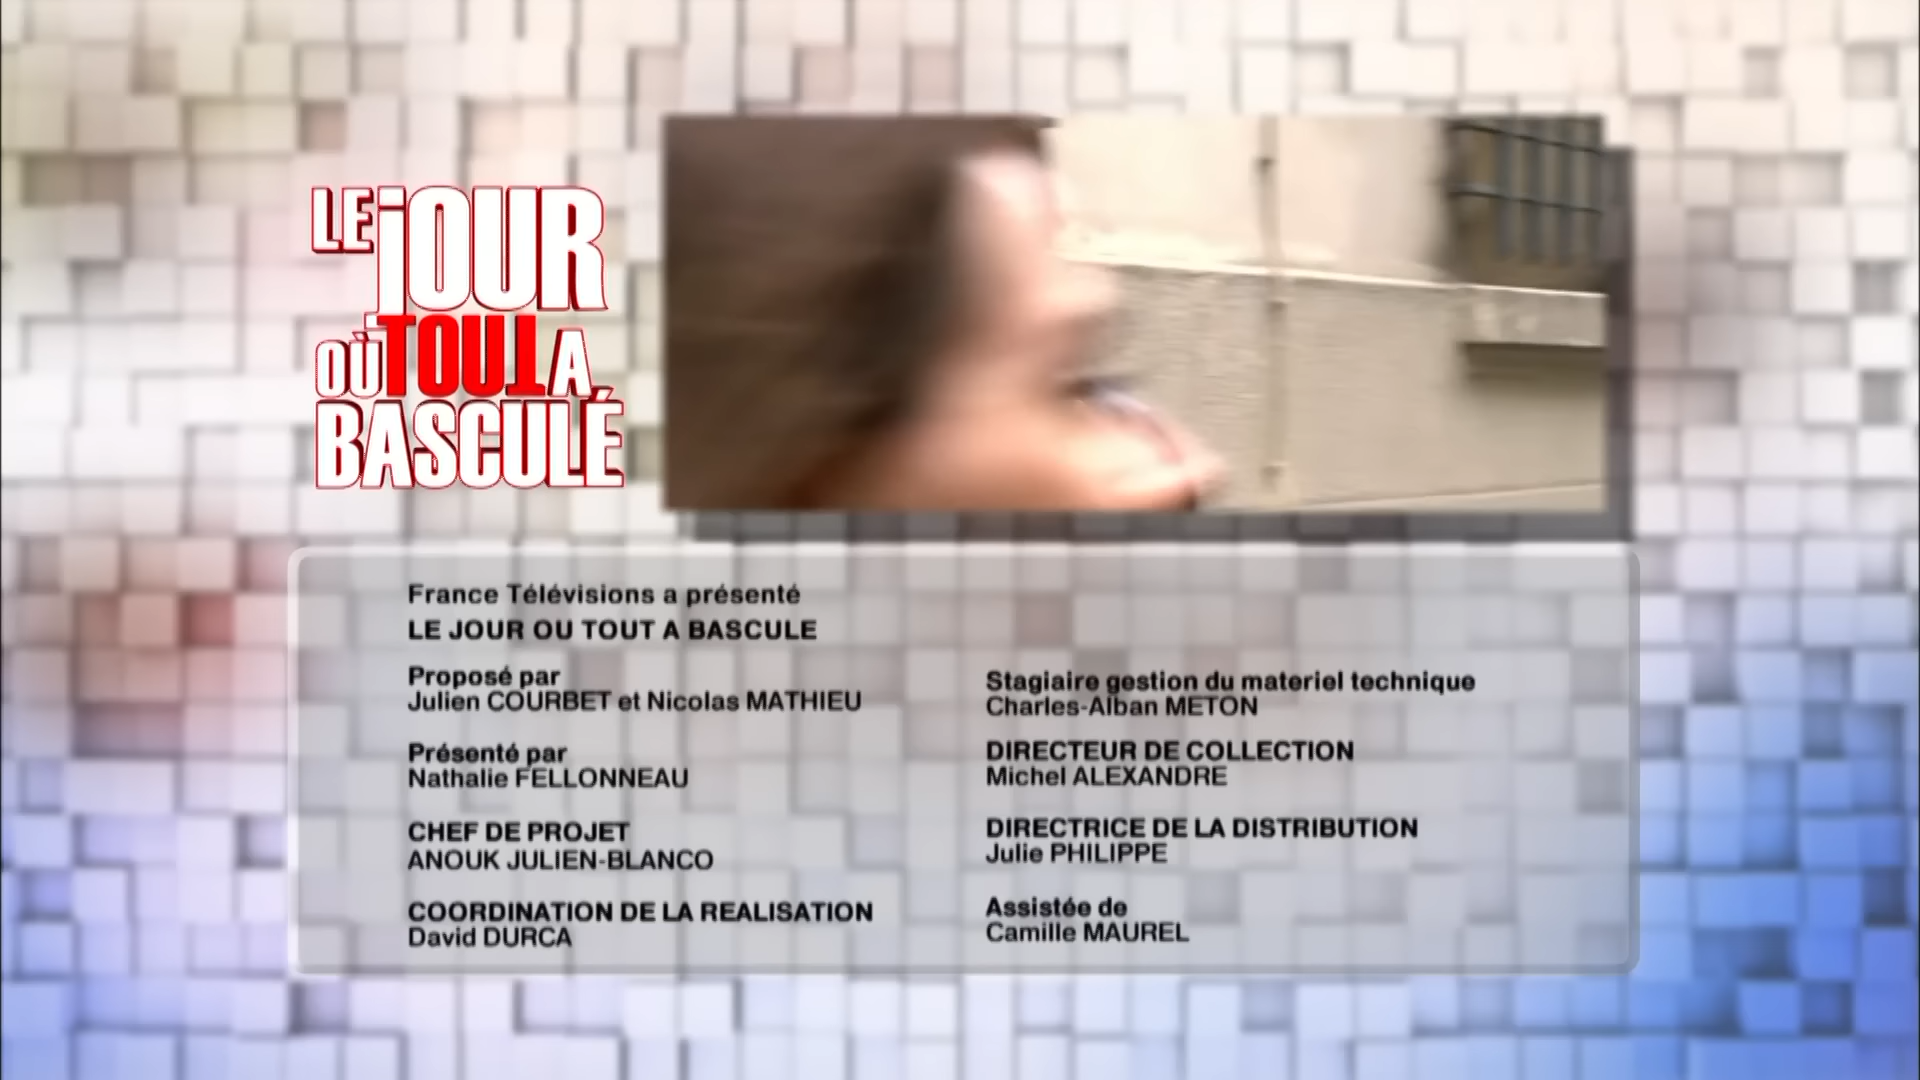 LE JOUR
OÙ TOUT A
BASCULÉ
France Télévisions a présenté
LE JOUR OU TOUT A BASCULE
Proposé par
Julien COURBET et Nicolas MATHIEU
Présenté par
Nathalie FELLONNEAU
CHEF DE PROJET
ANOUK JULIEN-BLANCO
COORDINATION DE LA REALISATION
David DURCA
Stagiaire gestion du materiel technique
Charles-Alban METON
DIRECTEUR DE COLLECTION
Michel ALEXANDRE
DIRECTRICE DE LA DISTRIBUTION
Julie PHILIPPE
Assistée de
Camille MAUREL